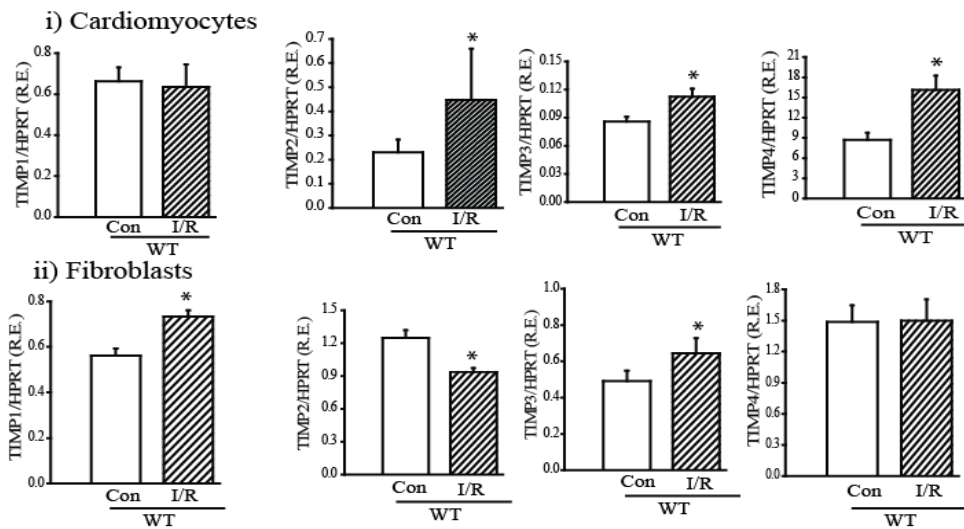 i) Cardiomyocytes
TIMP1/HPRT (R.E.)
0.8
0.6
0.4
0.2
0.0
Con I/R
WT
TIMP2/HPRT (R.E.)
0.7
0.6
0.5
0.4
0.3
0.2
0.1
0.0
*
Con I/R
WT
TIMP3/HPRT (R.E.)
0.15
0.12
0.09
0.06
0.03
0.00
*
Con I/R
WT
TIMP4/HPRT (R.E.)
21
18
15
12
9
6
3
0
*
Con I/R
WT
ii) Fibroblasts
TIMP1/HPRT (R.E.)
0.8
0.6
0.4
0.2
0.0
*
Con I/R
WT
TIMP2/HPRT (R.E.)
1.5
1.2
0.9
0.6
0.3
0.0
*
Con I/R
WT
TIMP3/HPRT (R.E.)
1.0
0.8
0.6
0.4
0.2
0.0
*
Con I/R
WT
TIMP4/HPRT (R.E.)
1.8
1.5
1.2
0.9
0.6
0.3
0.0
Con I/R
WT